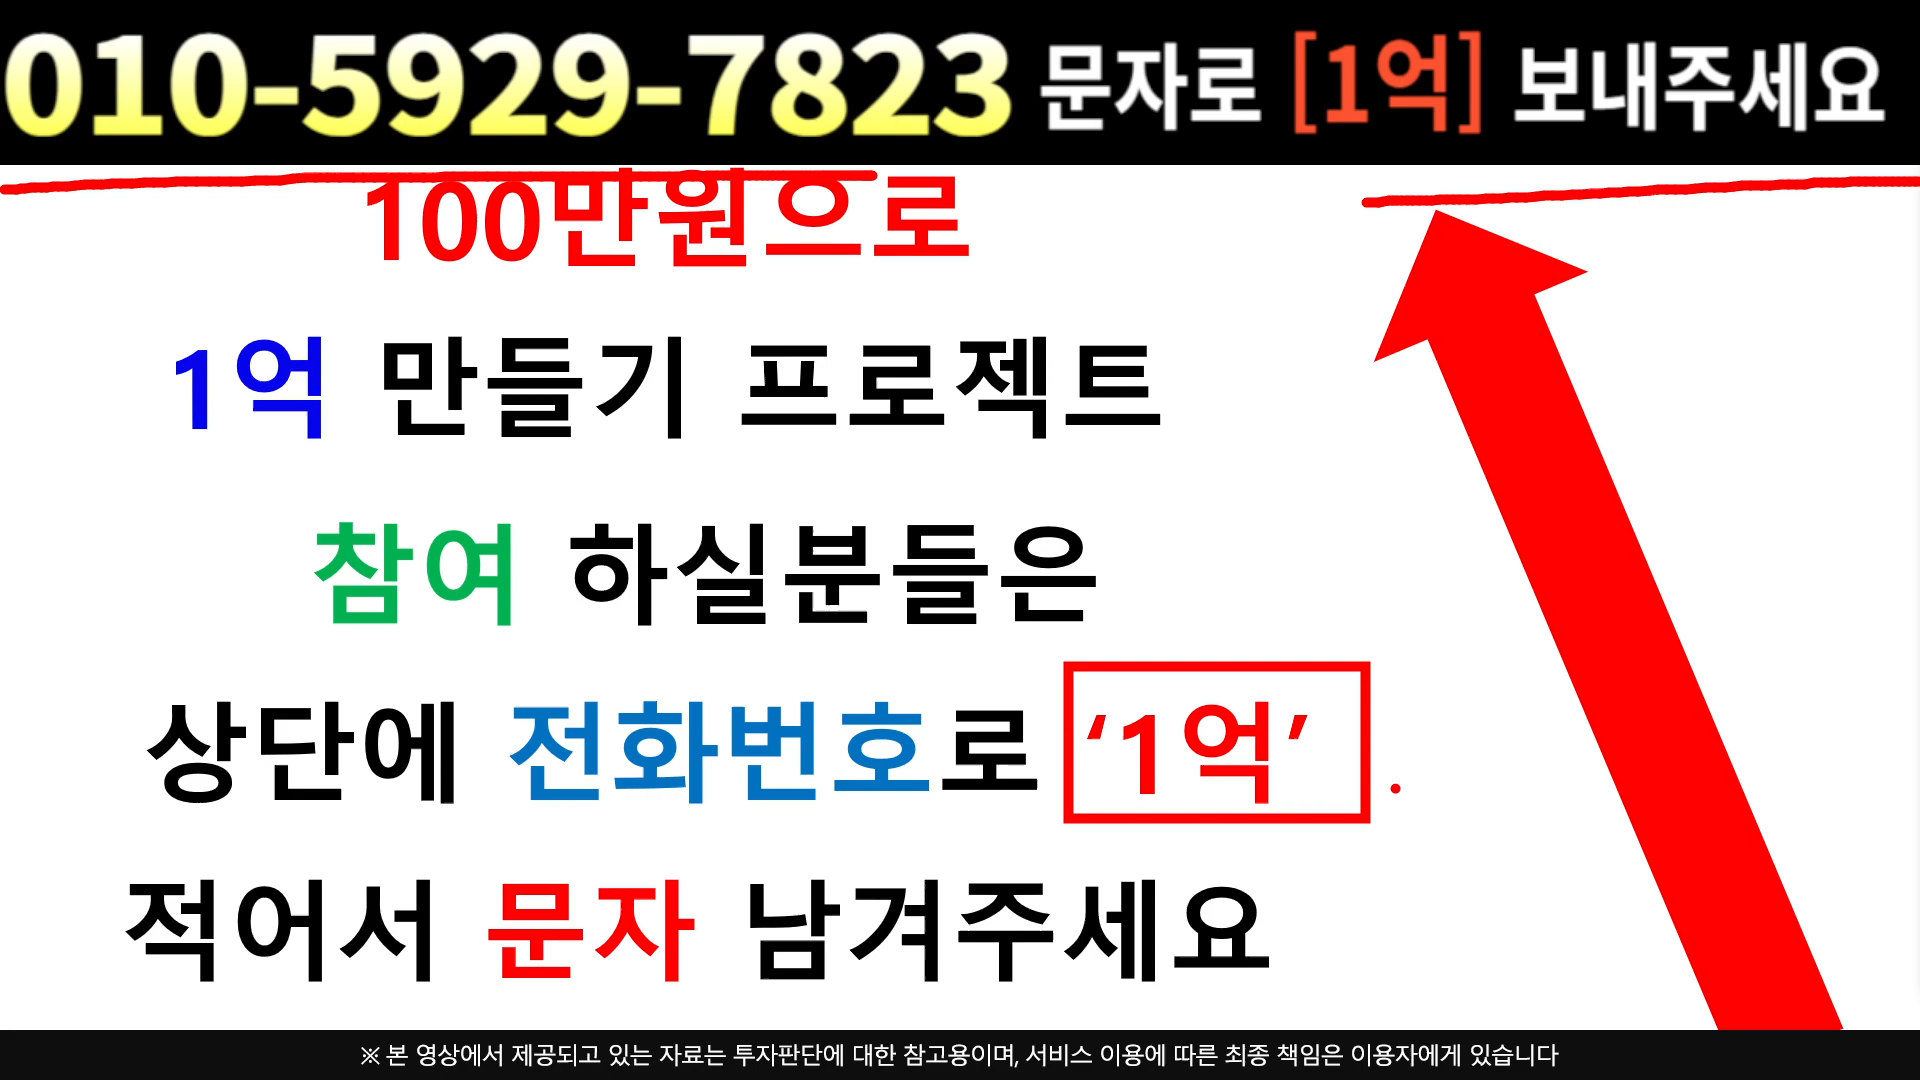 010-5929-7823 문자로 [1억] 보내주세요
100만원으로
1억 만들기 프로젝트
참여 하실분들은
상단에 전화번호로 ‘1억’ .
적어서 문자 남겨주세요
※ 본 영상에서 제공되고 있는 자료는 투자판단에 대한 참고용이며, 서비스 이용에 따른 최종 책임은 이용자에게 있습니다